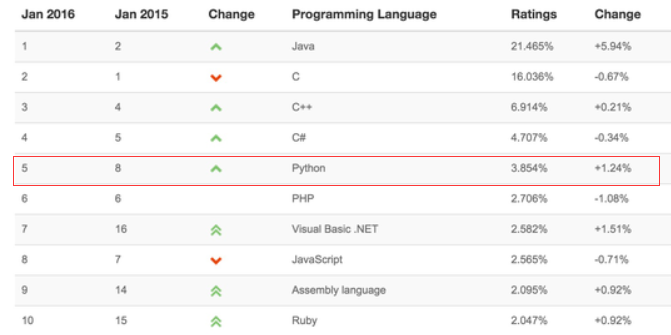 Jan 2016 Jan 2015 Change Programming Language Ratings Change
1 2 Java 21.465% +5.94%
2 1 C 16.036% -0.67%
3 4 C++ 6.914% +0.21%
4 5 C# 4.707% -0.34%
5 8 Python 3.854% +1.24%
6 6 PHP 2.706% -1.08%
7 16 Visual Basic .NET 2.582% +1.51%
8 7 JavaScript 2.565% -0.71%
9 14 Assembly language 2.095% +0.92%
10 15 Ruby 2.047% +0.92%